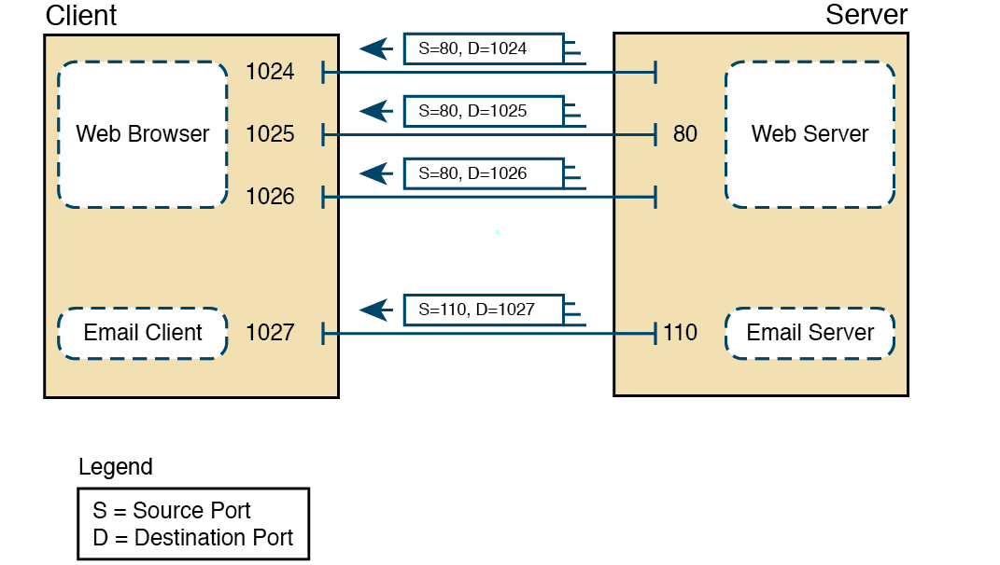 Client
Server
S=80, D=1024
1024
S=80, D=1025
Web Browser
1025
80
Web Server
S=80, D=1026
1026
x
S=110, D=1027
Email Client
1027
110
Email Server
Legend
S = Source Port
D = Destination Port